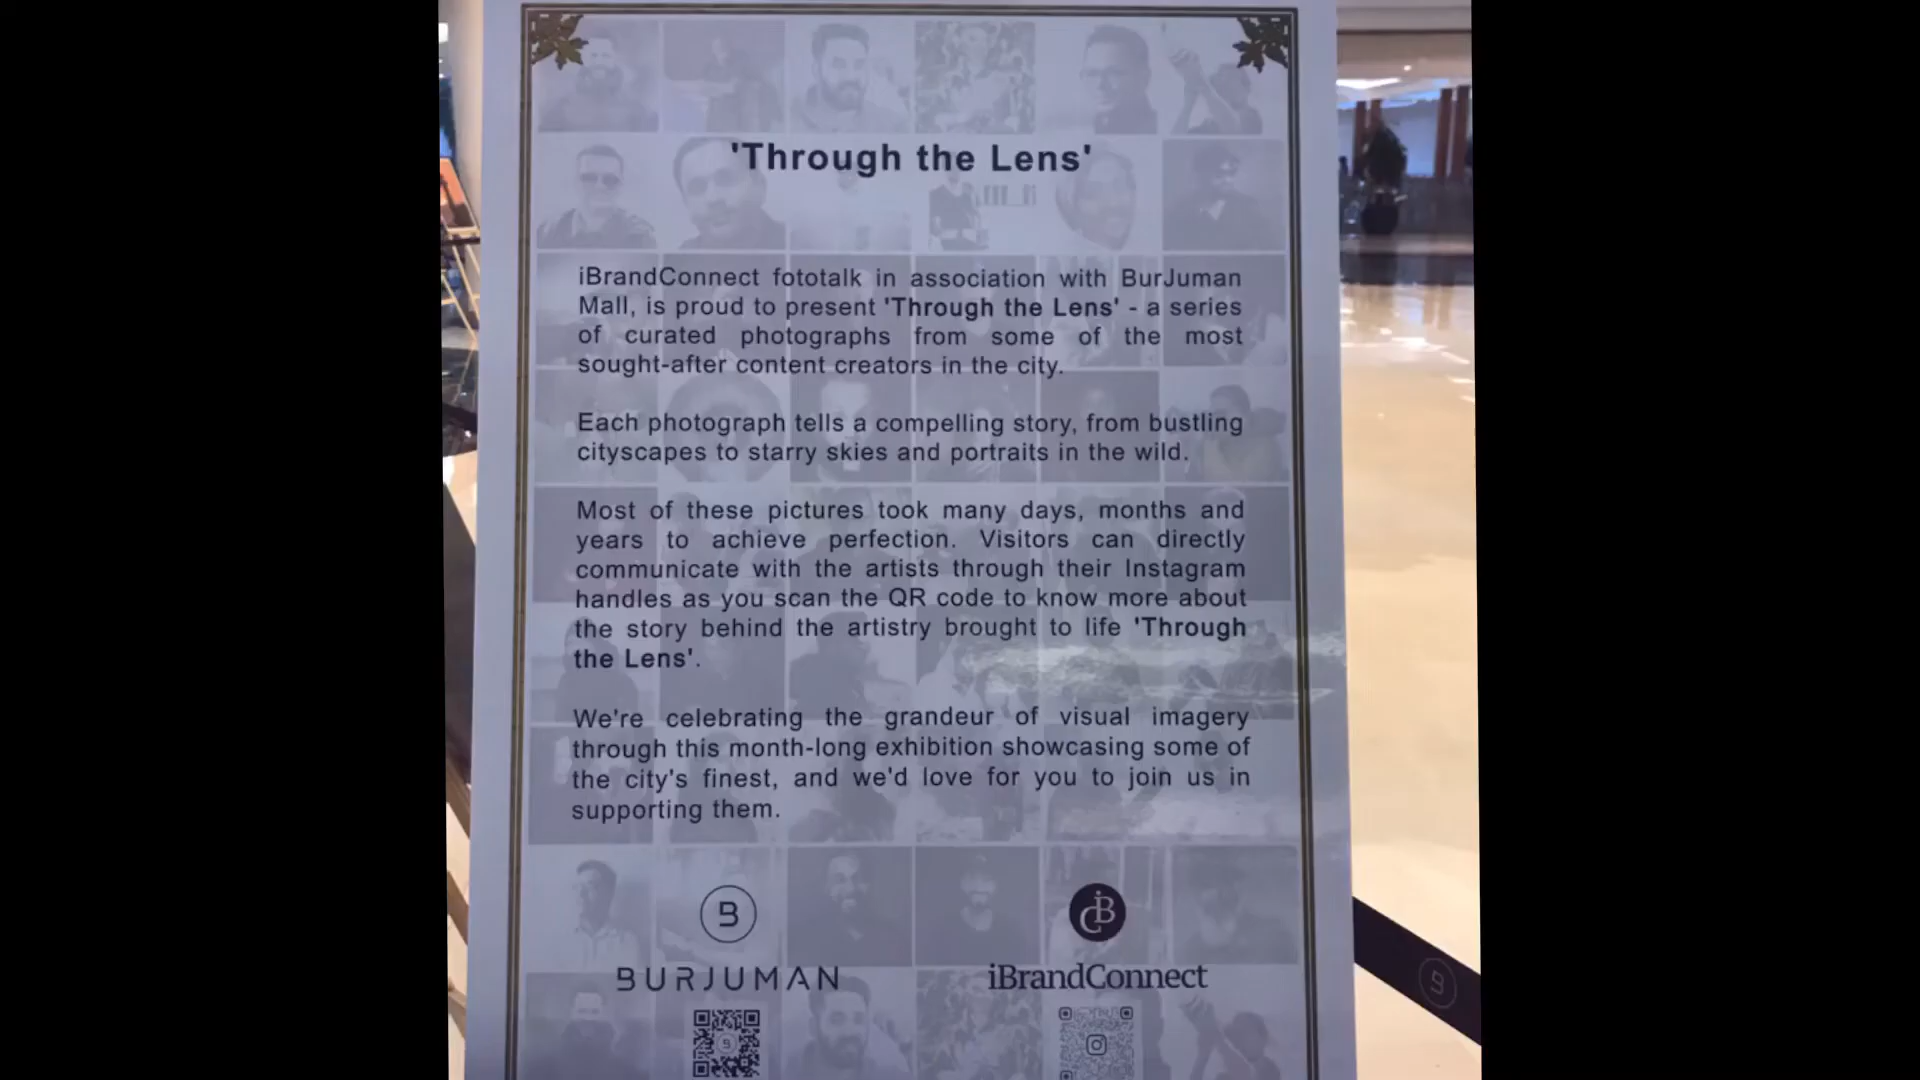 'Through the Lens'
iBrandConnect fototalk in association with BurJuman
Mall, is proud to present 'Through the Lens' - a series
of curated photographs from some of the most
sought-after content creators in the city.
Each photograph tells a compelling story, from bustling
cityscapes to starry skies and portraits in the wild.
Most of these pictures took many days, months and
years to achieve perfection. Visitors can directly
communicate with the artists through their Instagram
handles as you scan the QR code to know more about
the story behind the artistry brought to life 'Through
the Lens'.
We're celebrating the grandeur of visual imagery
through this month-long exhibition showcasing some of
the city's finest, and we'd love for you to join us in
supporting them.
BURJUMAN
iBrandConnect